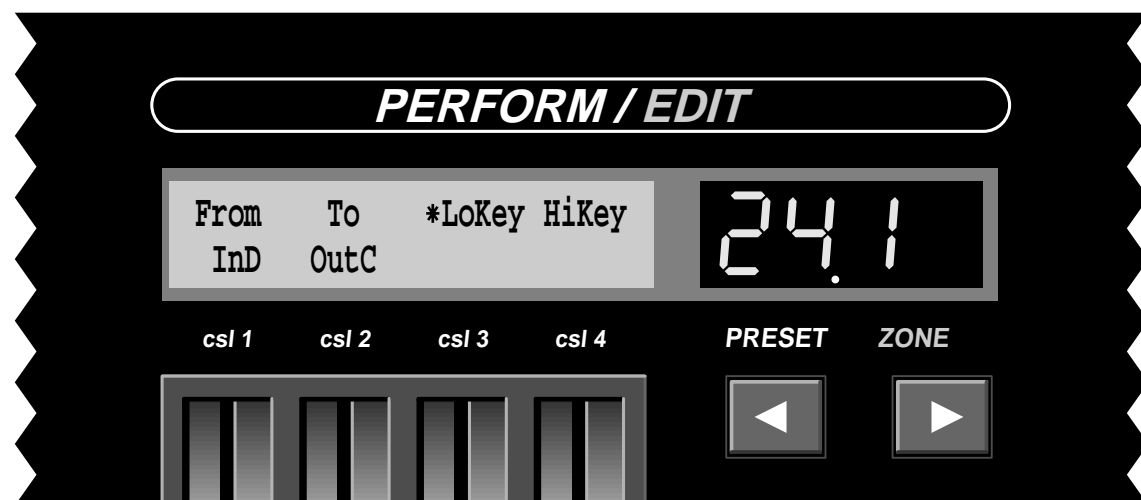 PERFORM / EDIT
From To *LoKey HiKey
InD OutC
24.1
csl 1 csl 2 csl 3 csl 4 PRESET ZONE